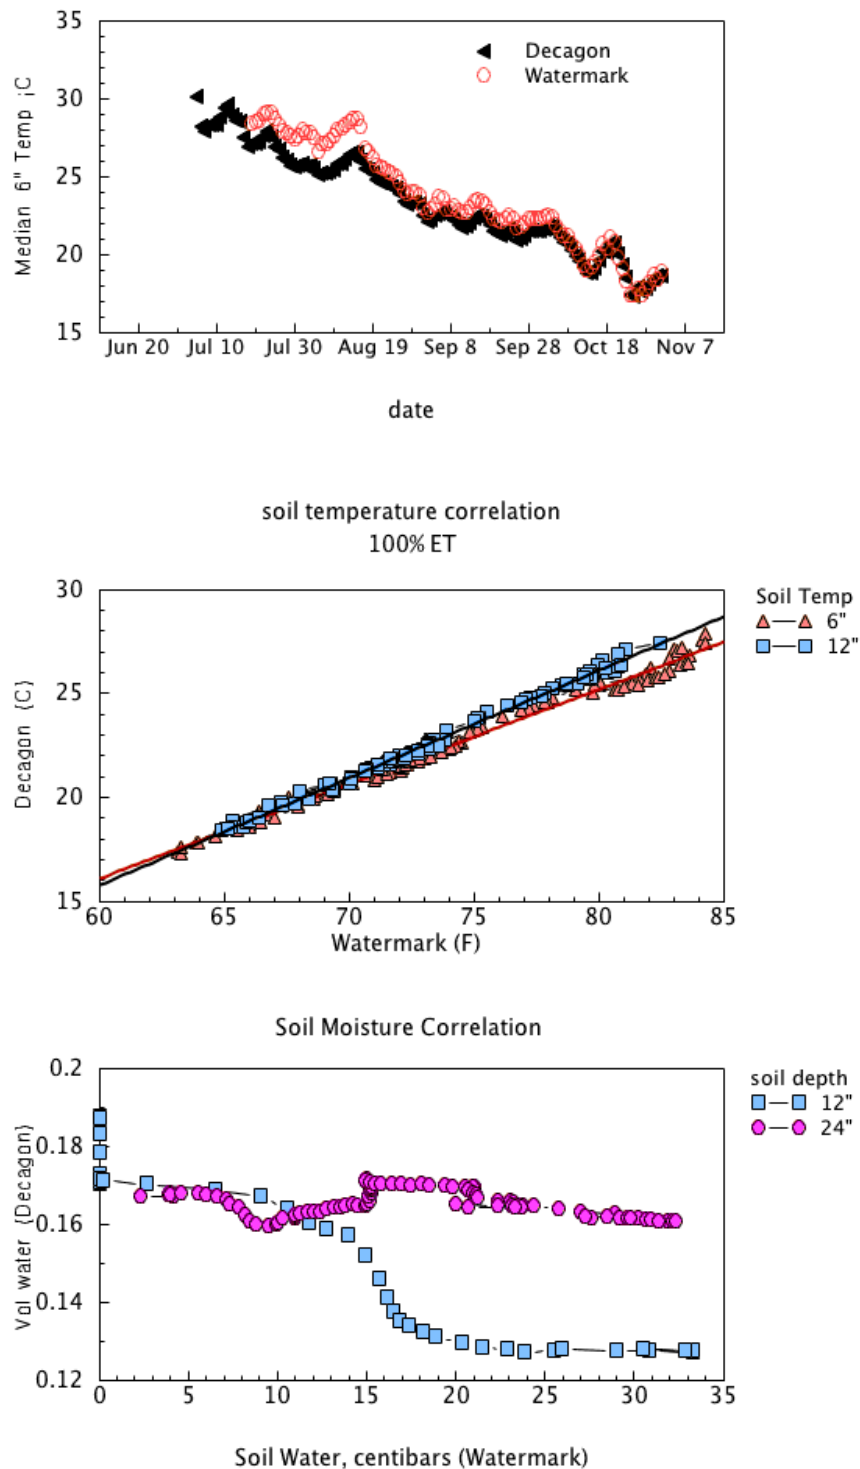 35
30
25
20
15
Median 6" Temp ¡C
Decagon
Watermark
Jun 20 Jul 10 Jul 30 Aug 19 Sep 8 Sep 28 Oct 18 Nov 7
date
soil temperature correlation
100% ET
30
25
20
15
Decagon {C}
Soil Temp
6"
12"
60 65 70 75 80 85
Watermark (F)
Soil Moisture Correlation
0.2
0.18
0.16
0.14
0.12
Vol water {Decagon}
soil depth
12"
24"
0 5 10 15 20 25 30 35
Soil Water, centibars (Watermark)